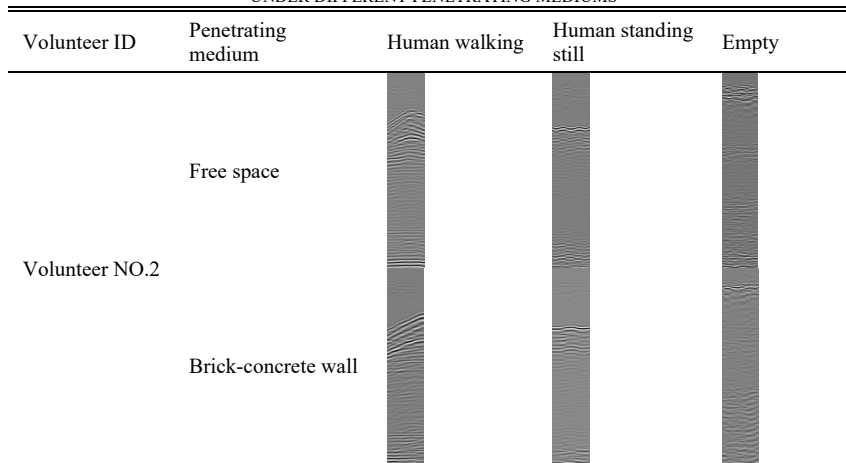 UNDER DIFFERENT PENETRATING MEDIUMS
Volunteer ID
Penetrating
medium
Human walking
Human standing
still
Empty
Free space
Volunteer NO.2
Brick-concrete wall